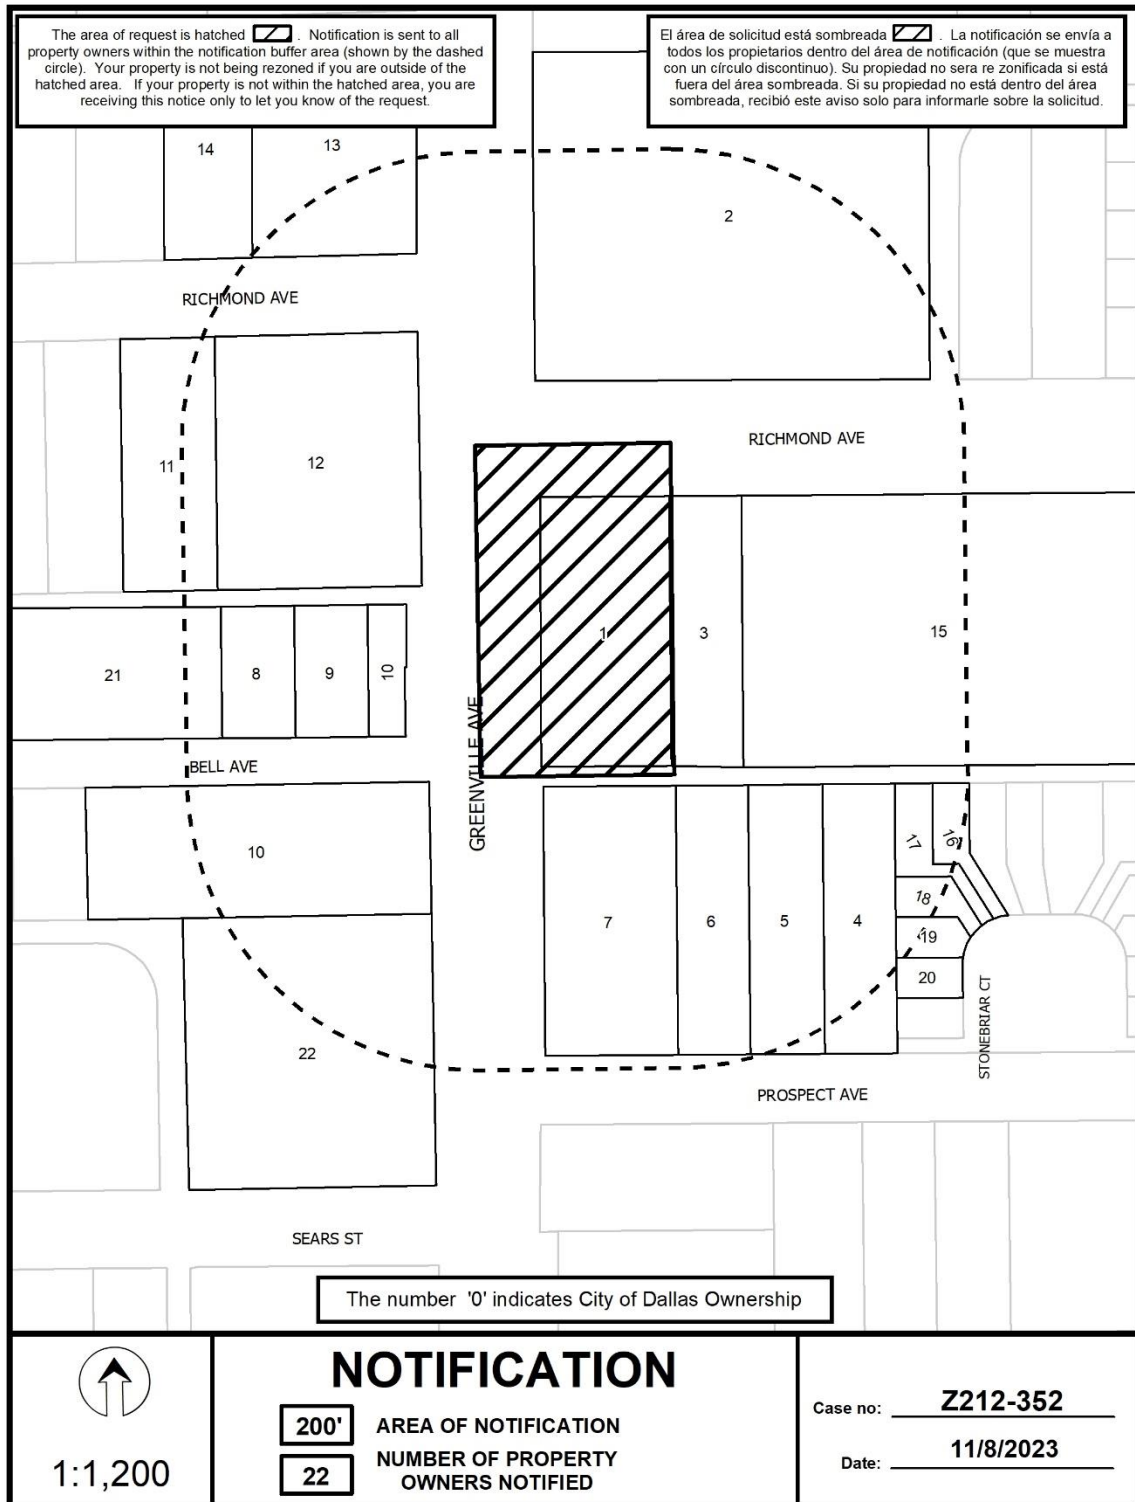 The area of request is hatched . Notification is sent to all
property owners within the notification buffer area (shown by the dashed
circle). Your property is not being rezoned if you are outside of the
hatched area. If your property is not within the hatched area, you are
receiving this notice only to let you know of the request.
El área de solicitud está sombreada . La notificación se envía a
todos los propietarios dentro del área de notificación (que se muestra
con un círculo discontinuo). Su propiedad no sera re zonificada si está
fuera del área sombreada. Si su propiedad no está dentro del área
sombreada, recibió este aviso solo para informarle sobre la solicitud.
14
13
2
RICHMOND AVE
RICHMOND AVE
11
12
1
3
15
21
8
9
10
BELL AVE
GREENVILLE AVE
10
7
6
5
4
17
16
18
19
20
22
STONEBRIAR CT
PROSPECT AVE
SEARS ST
The number '0' indicates City of Dallas Ownership
1:1,200
NOTIFICATION
200' AREA OF NOTIFICATION
22 NUMBER OF PROPERTY
OWNERS NOTIFIED
Case no: Z212-352
Date: 11/8/2023